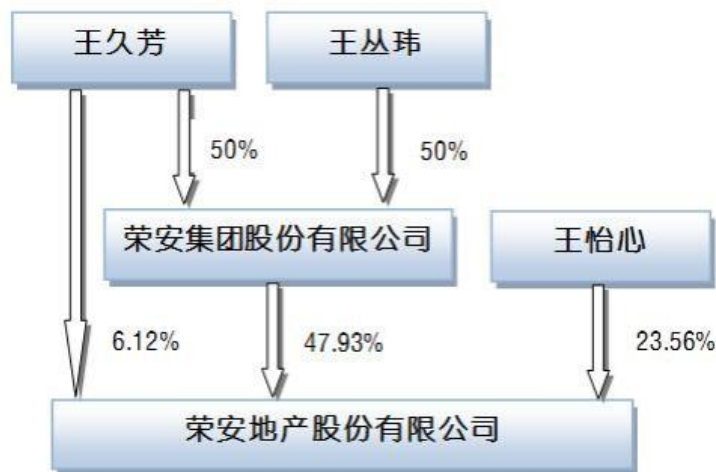 王久芳
王丛玮
50%
50%
荣安集团股份有限公司
王怡心
6.12%
47.93%
23.56%
荣安地产股份有限公司